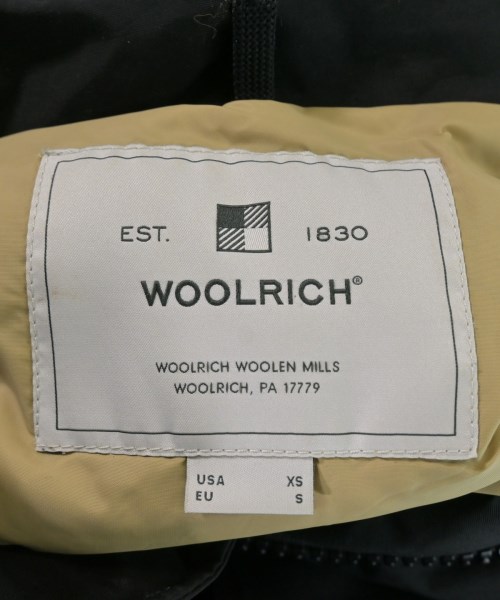 EST. 1830
WOOLRICH®
WOOLRICH WOOLEN MILLS
WOOLRICH, PA 17779
USA XS
EU S